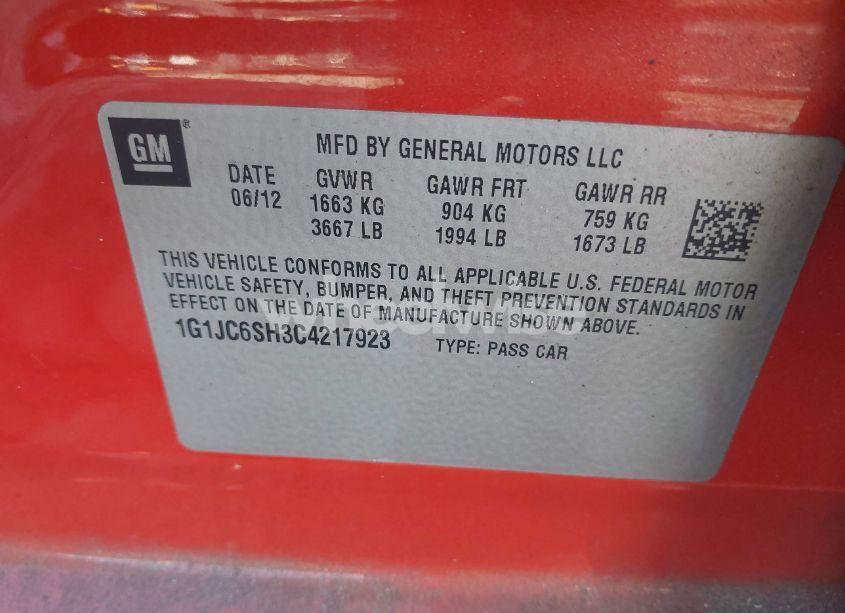 GM®
MFD BY GENERAL MOTORS LLC
DATE GVWR GAWR FRT GAWR RR
06/12 1663 KG 904 KG 759 KG
3667 LB 1994 LB 1673 LB
THIS VEHICLE CONFORMS TO ALL APPLICABLE U.S. FEDERAL MOTOR
VEHICLE SAFETY, BUMPER, AND THEFT PREVENTION STANDARDS IN
EFFECT ON THE DATE OF MANUFACTURE SHOWN ABOVE.
1G1JC6SH3C4217923 TYPE: PASS CAR